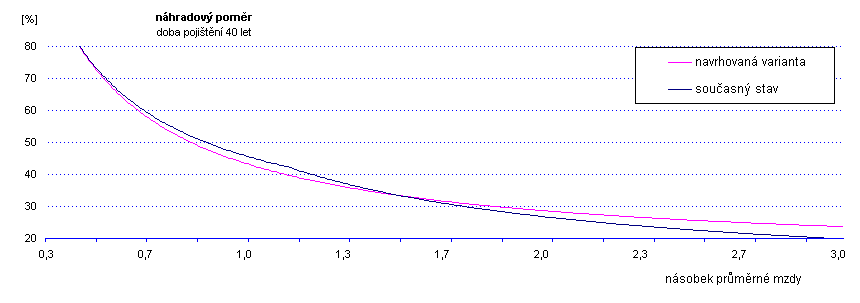 náhradový poměr
[%]
doba pojištění 40 let
80
navrhovaná varianta
70
současný stav
60
50
40
30
20
0,3 0,7 1,0 1,3 1,7 2,0 2,3 2,7 3,0
násobek průměrné mzdy